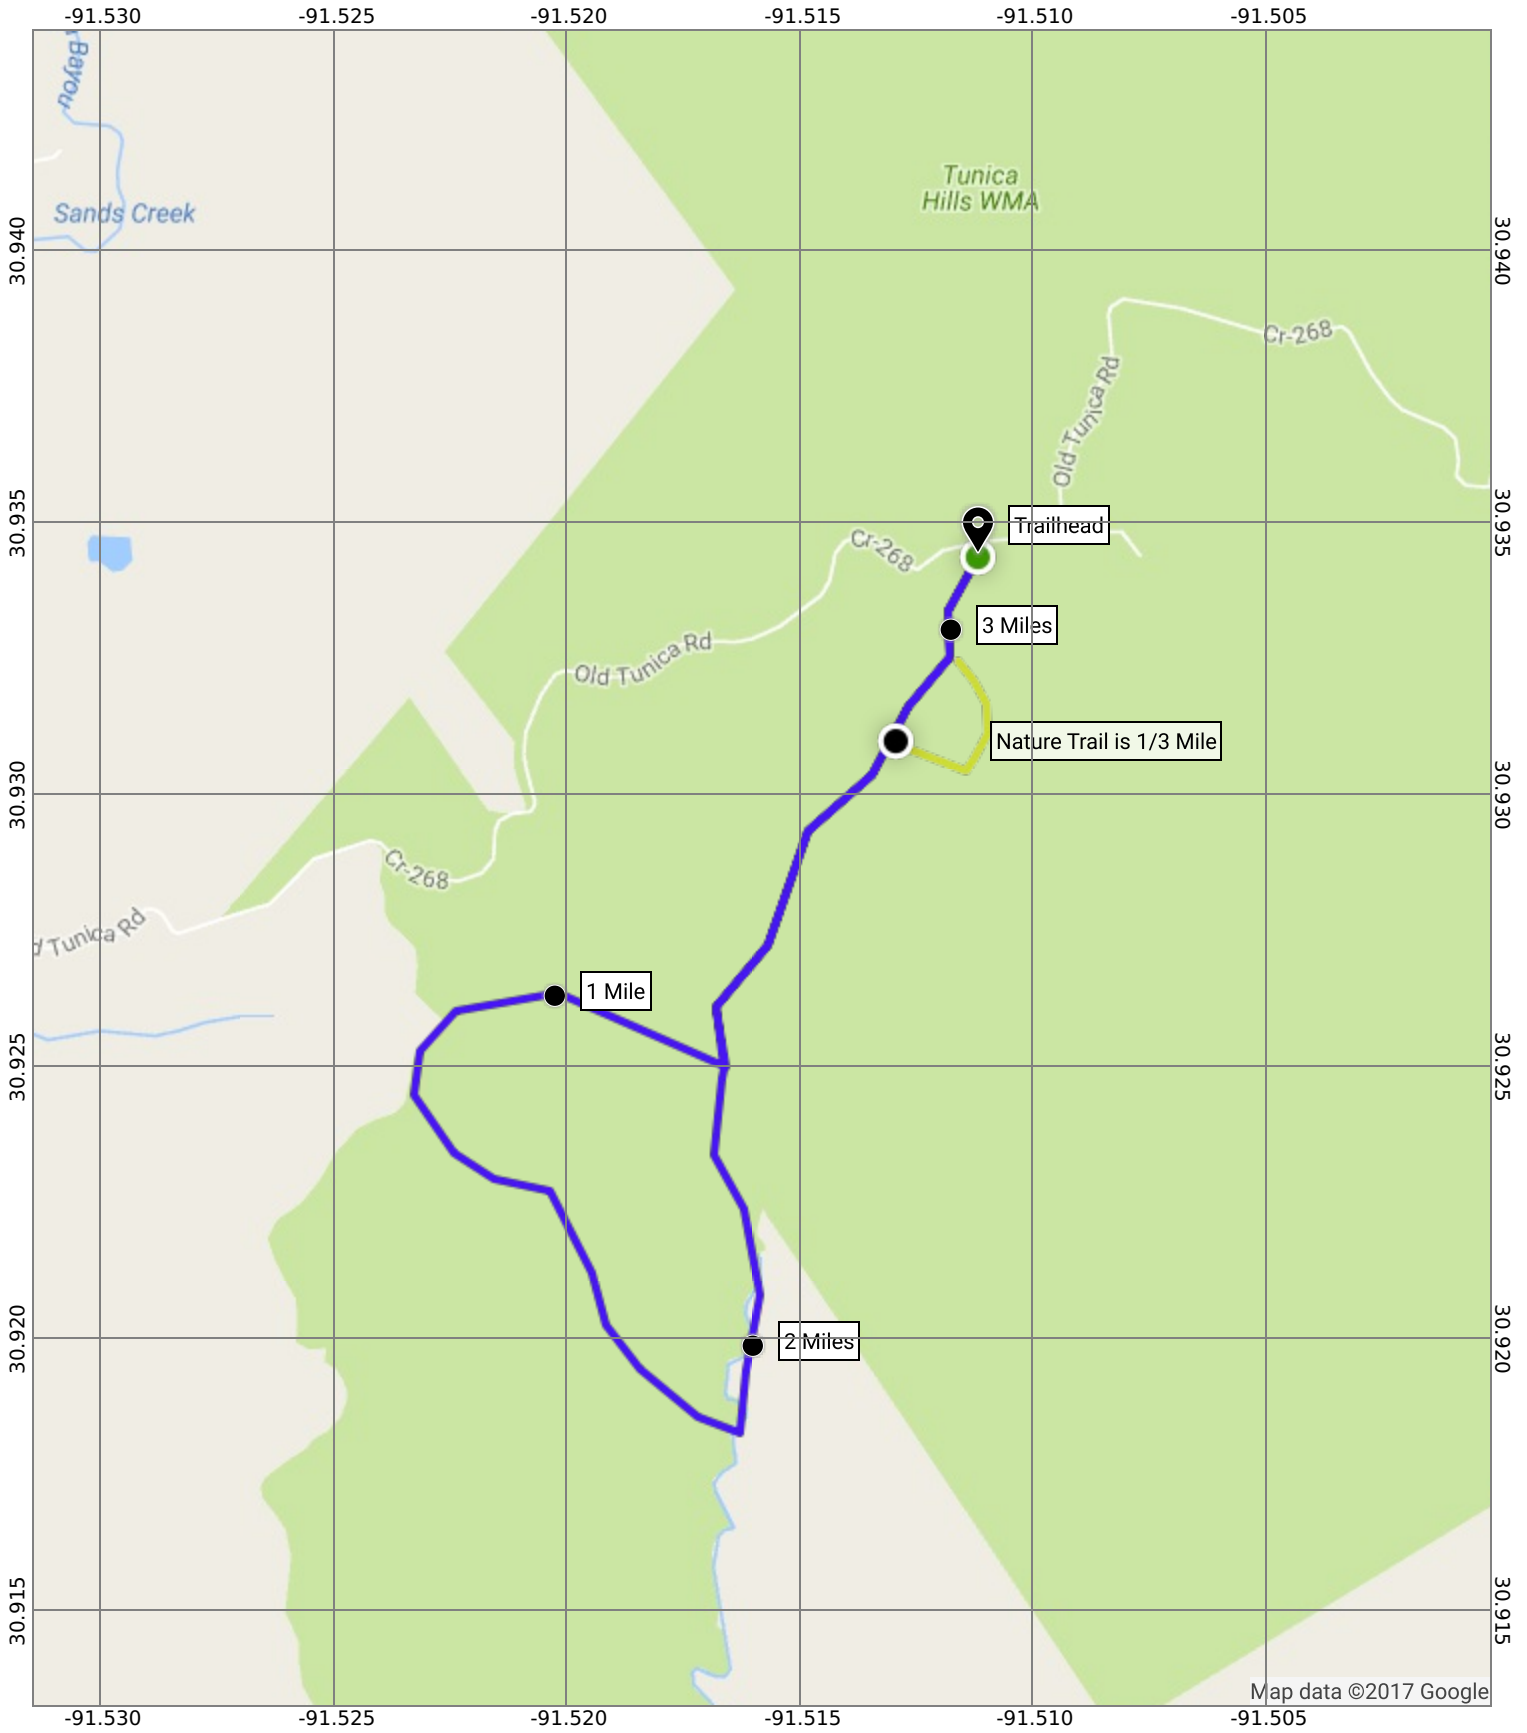 -91.530 -91.525 -91.520 -91.515 -91.510 -91.505
Bayou
Tunica
Hills WMA
Sands Creek
30.940
30.940
Cr-268
Old Tunica Rd
30.935
Trailhead
30.935
Cr-268
3 Miles
Old Tunica Rd
Nature Trail is 1/3 Mile
30.930
30.930
Cr-268
d Tunica Rd
1 Mile
30.925
30.925
30.920
2 Miles
30.920
30.915
30.915
Map data ©2017 Google
-91.530 -91.525 -91.520 -91.515 -91.510 -91.505